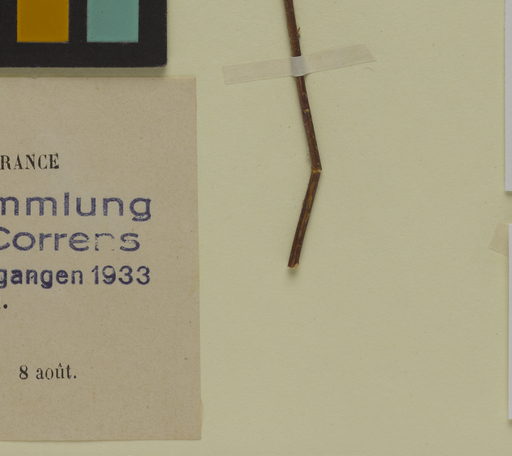 RANCE
mmlung
Correns
gangen 1933
8 août.